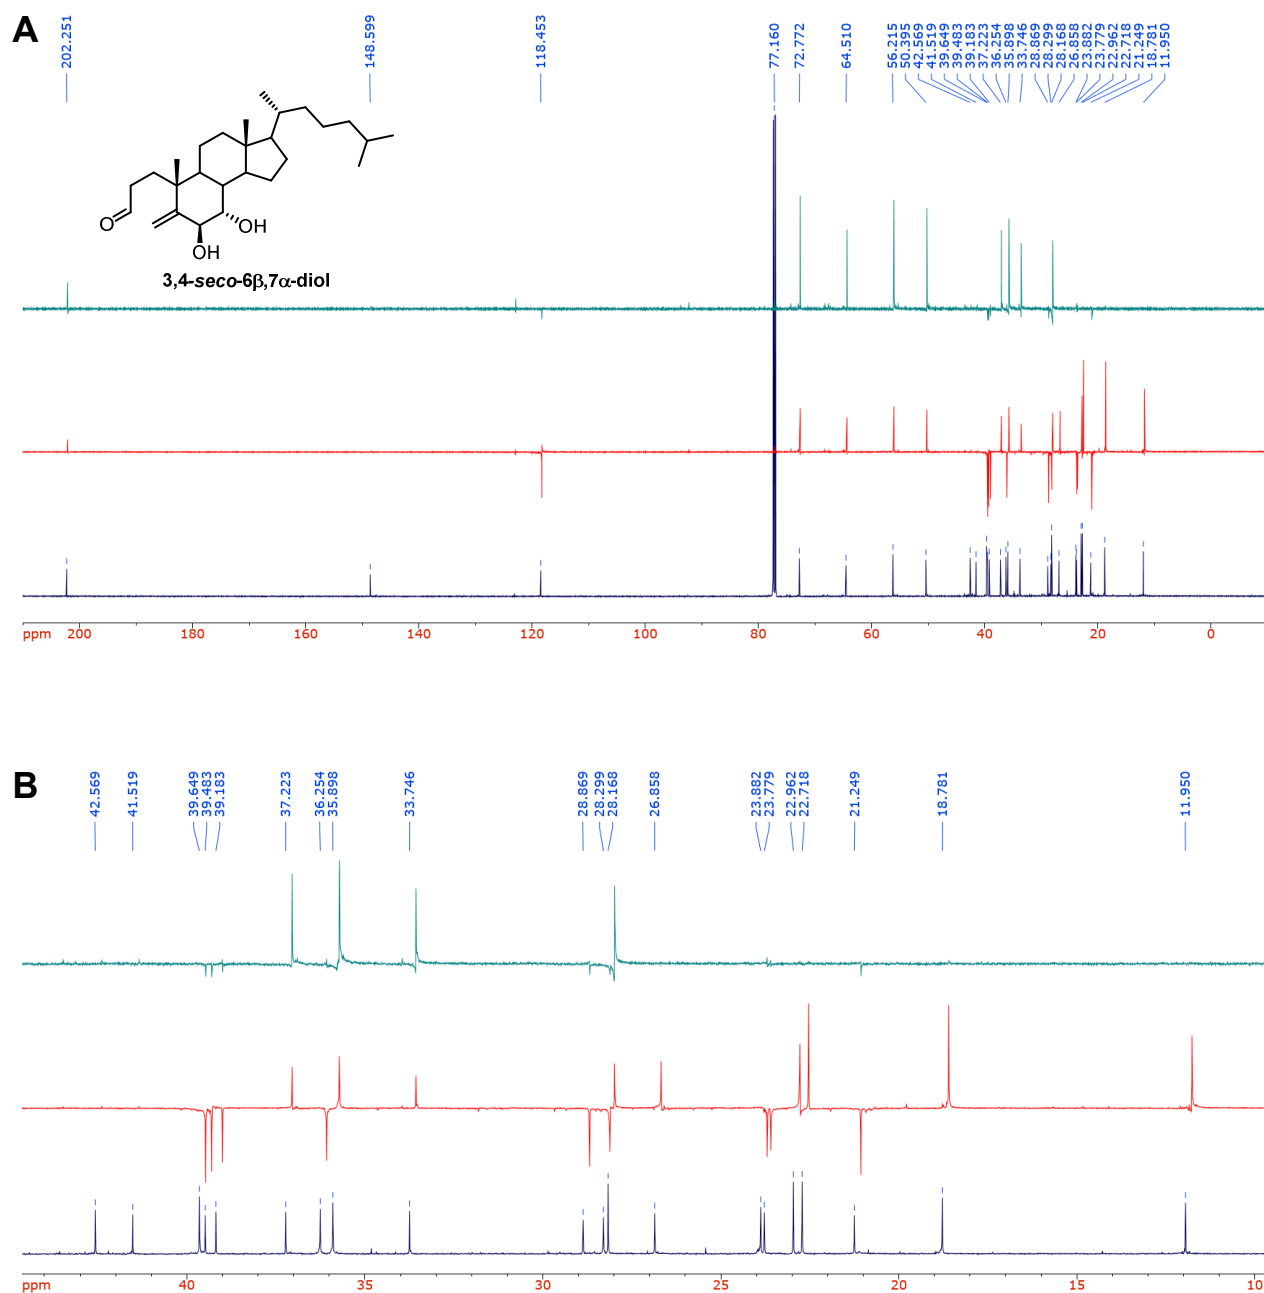 A
202.251 148.599 118.453 77.160 72.772 64.510 56.215 50.395 42.569 41.519 39.649 39.483 39.183 37.223 36.254 35.898 33.746 28.869 28.299 28.168 26.858 23.882 23.779 22.962 22.718 21.249 18.781 11.950
O
OH
OH
3,4-seco-6β,7α-diol
ppm 200 180 160 140 120 100 80 60 40 20 0
B
42.569 41.519 39.649 39.483 39.183 37.223 36.254 35.898 33.746 28.869 28.299 28.168 26.858 23.882 23.779 22.962 22.718 21.249 18.781 11.950
ppm 40 35 30 25 20 15 10